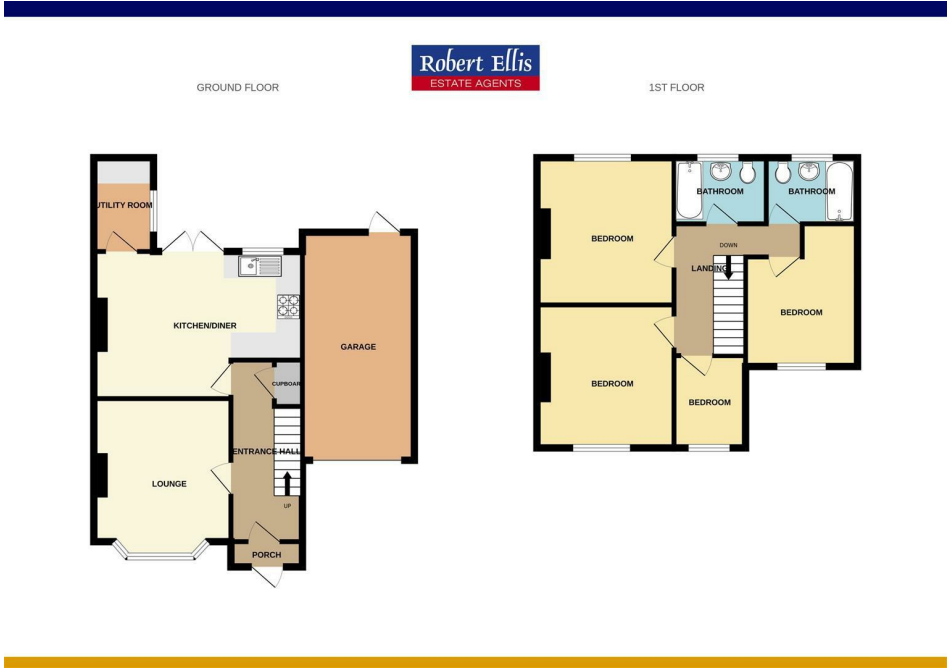 Robert Ellis
ESTATE AGENTS
GROUND FLOOR
1ST FLOOR
UTILITY ROOM
KITCHEN/DINER
GARAGE
CUPBOARD
ENTRANCE HALL
LOUNGE
UP
PORCH
BATHROOM
BATHROOM
BEDROOM
DOWN
LANDING
BEDROOM
BEDROOM
BEDROOM